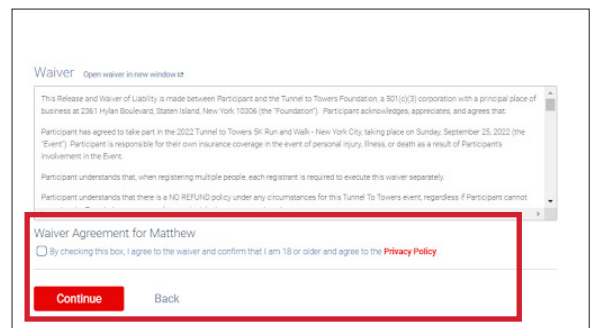 Waiver Open waiver in new window
This Release and Waiver of Liability is made between Participant and the Tunnel to Towers Foundation, a 501(c)(3) corporation with a principal place of
business at 2361 Hylan Boulevard, Staten Island, New York 10306 (the "Foundation"). Participant acknowledges, appreciates, and agrees that:
Participant has agreed to take part in the 2022 Tunnel to Towers 5K Run and Walk - New York City, taking place on Sunday, September 25, 2022 (the
"Event"). Participant is responsible for their own insurance coverage in the event of personal injury, illness, or death as a result of Participant's
involvement in the Event.
Participant understands that, when registering multiple people, each registrant is required to execute this waiver separately.
Participant understands that there is a NO REFUND policy under any circumstances for this Tunnel To Towers event, regardless if Participant cannot
Waiver Agreement for Matthew
By checking this box, I agree to the waiver and confirm that I am 18 or older and agree to the Privacy Policy.
Continue Back